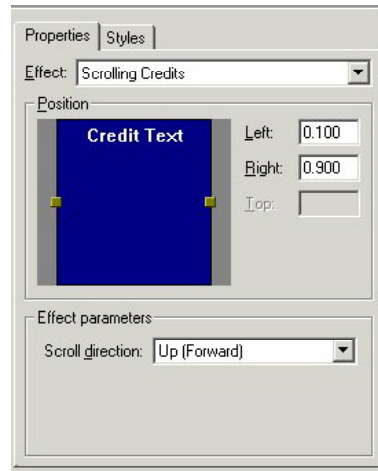 Properties Styles
Effect: Scrolling Credits
Position
Credit Text
Left: 0.100
Right: 0.900
Top:
Effect parameters
Scroll direction: Up (Forward)